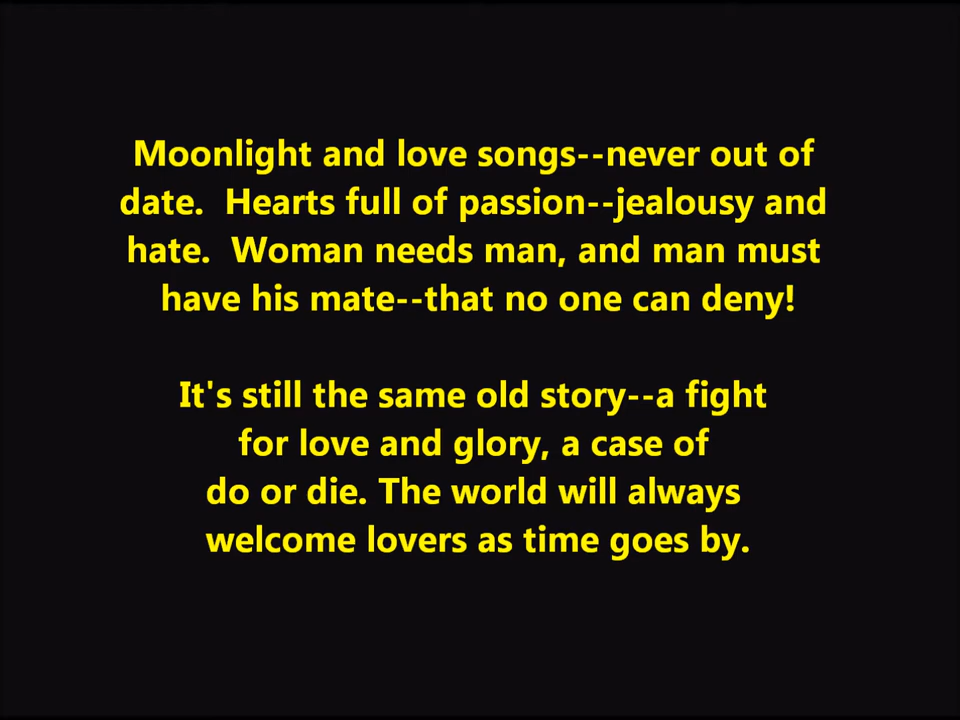 Moonlight and love songs--never out of
date.  Hearts full of passion--jealousy and
hate.  Woman needs man, and man must
have his mate--that no one can deny!
It's still the same old story--a fight
for love and glory, a case of
do or die. The world will always
welcome lovers as time goes by.